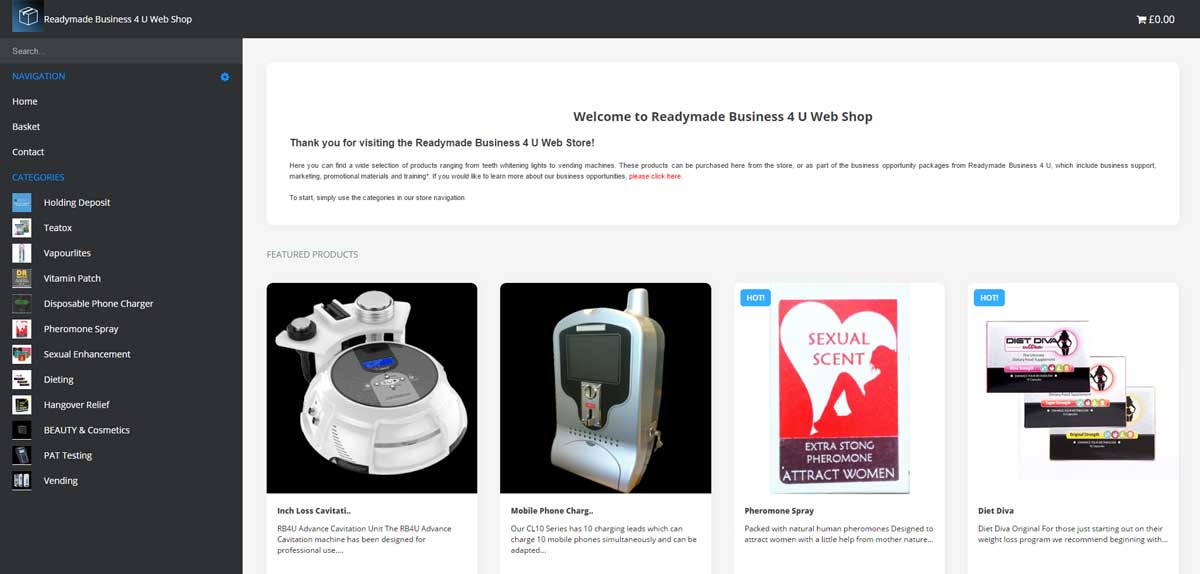 Readymade Business 4 U Web Shop
£0.00
Search...
NAVIGATION
Home
Basket
Contact
CATEGORIES
Holding Deposit
Teatox
Vapourlites
Vitamin Patch
Disposable Phone Charger
Pheromone Spray
Sexual Enhancement
Dieting
Hangover Relief
BEAUTY & Cosmetics
PAT Testing
Vending
Welcome to Readymade Business 4 U Web Shop
Thank you for visiting the Readymade Business 4 U Web Store!
Here you can find a wide selection of products ranging from teeth whitening lights to vending machines. These products can be purchased here from the store, or as part of the business opportunity packages from Readymade Business 4 U, which include business support,
marketing, promotional materials and training*. If you would like to learn more about our business opportunities, please click here.
To start, simply use the categories in our store navigation.
FEATURED PRODUCTS
Inch Loss Cavitati..
RB4U Advance Cavitation Unit The RB4U Advance
Cavitation machine has been designed for
professional use....
Mobile Phone Charg..
Our CL10 Series has 10 charging leads which can
charge 10 mobile phones simultaneously and can be
adapted...
HOT!
SEXUAL
SCENT
EXTRA STONG
PHEROMONE
ATTRACT WOMEN
Pheromone Spray
Packed with natural human pheromones Designed to
attract women with a little help from mother nature...
HOT!
DIET DIVA
ultra
The Ultimate
Dietary Food Supplement
Original Strength
Diet Diva
Diet Diva Original For those just starting out on their
weight loss program we recommend beginning with...